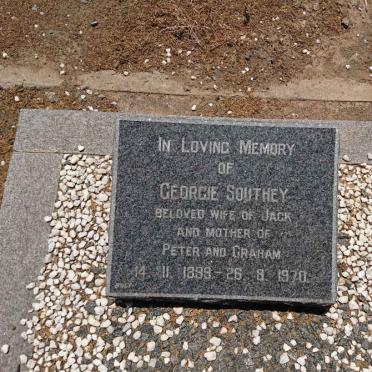 IN LOVING MEMORY
OF
GEORGIE SOUTHEY
BELOVED WIFE OF JACK
AND MOTHER OF
PETER AND GRAHAM
14. 11. 1899 - 26. 8. 1970.